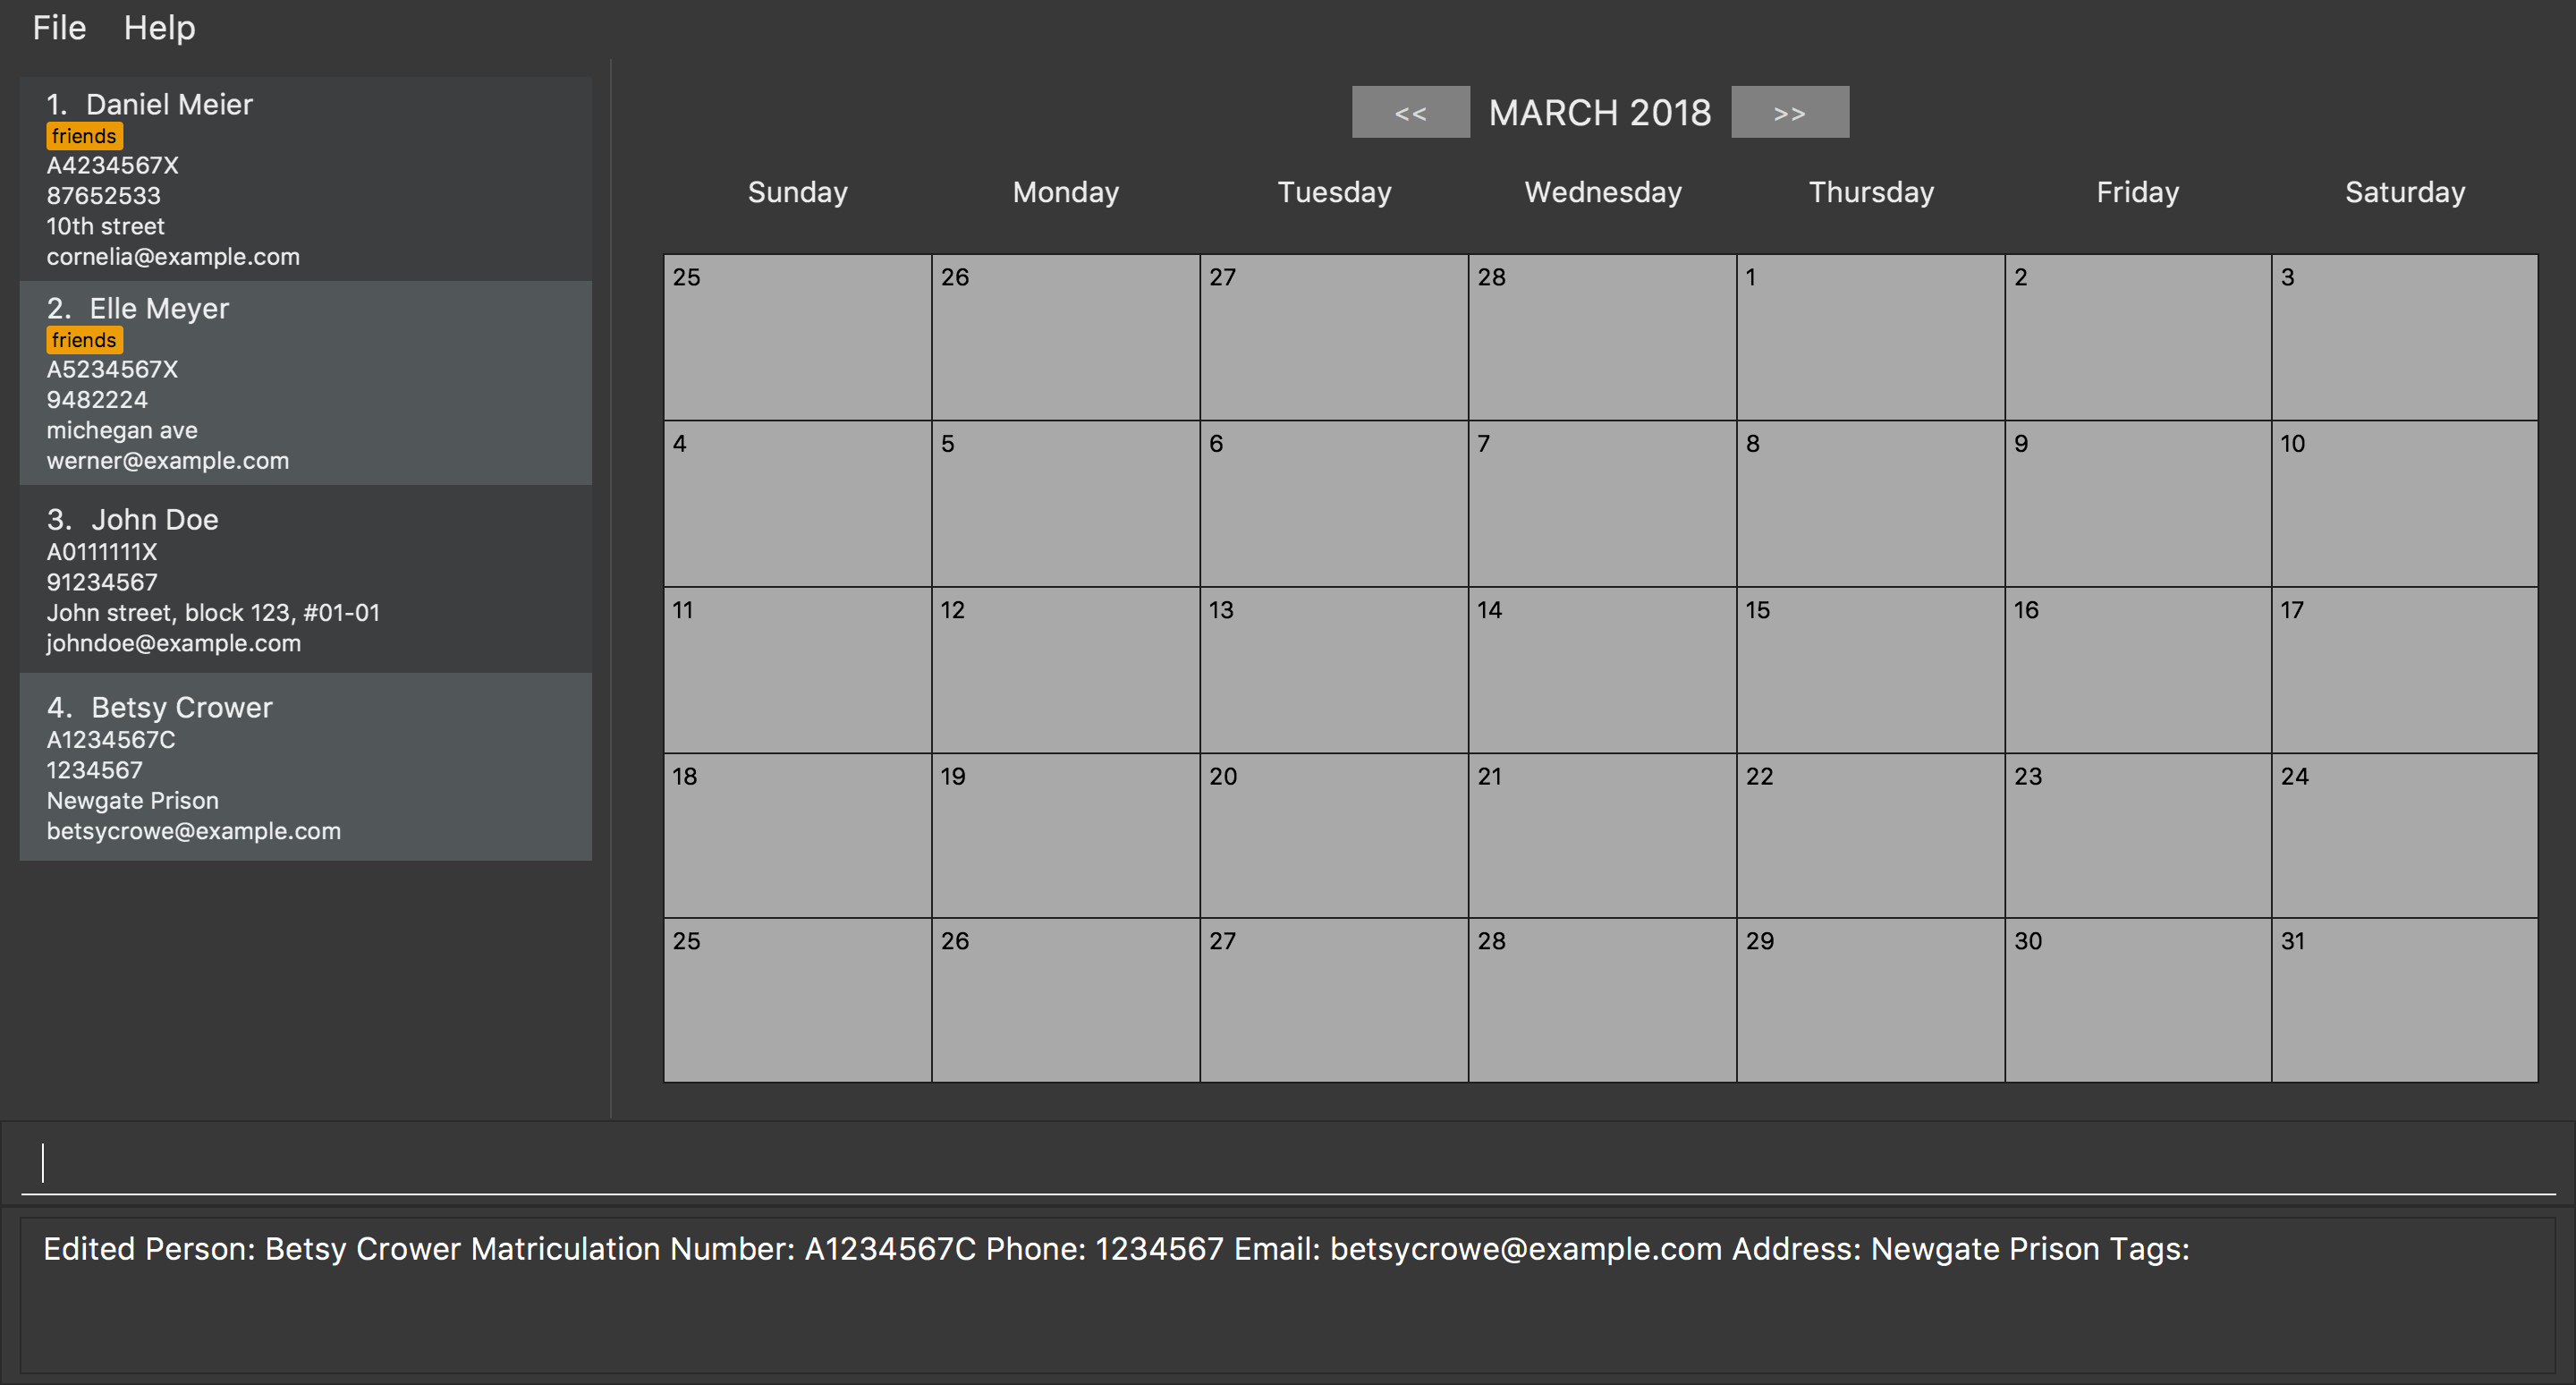 File Help
1. Daniel Meier
friends
A4234567X
87652533
10th street
cornelia@example.com
2. Elle Meyer
friends
A5234567X
9482224
michegan ave
werner@example.com
3. John Doe
A0111111X
91234567
John street, block 123, #01-01
johndoe@example.com
4. Betsy Crower
A1234567C
1234567
Newgate Prison
betsycrowe@example.com
<< MARCH 2018 >>
Sunday Monday Tuesday Wednesday Thursday Friday Saturday
25 26 27 28 1 2 3
4 5 6 7 8 9 10
11 12 13 14 15 16 17
18 19 20 21 22 23 24
25 26 27 28 29 30 31
Edited Person: Betsy Crower Matriculation Number: A1234567C Phone: 1234567 Email: betsycrowe@example.com Address: Newgate Prison Tags: